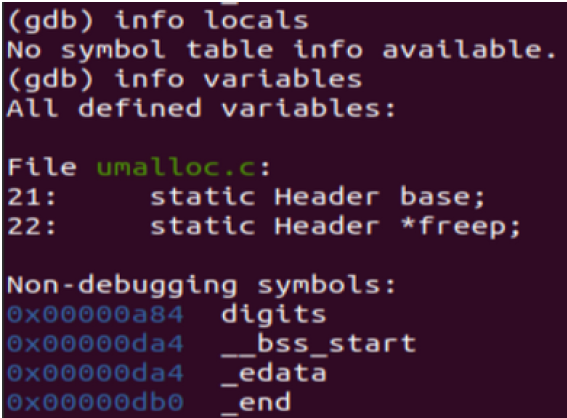 (gdb) info locals
No symbol table info available.
(gdb) info variables
All defined variables:
File umalloc.c:
21:     static Header base;
22:     static Header *freep;
Non-debugging symbols:
0x00000a84  digits
0x00000da4  __bss_start
0x00000da4  _edata
0x00000db0  _end